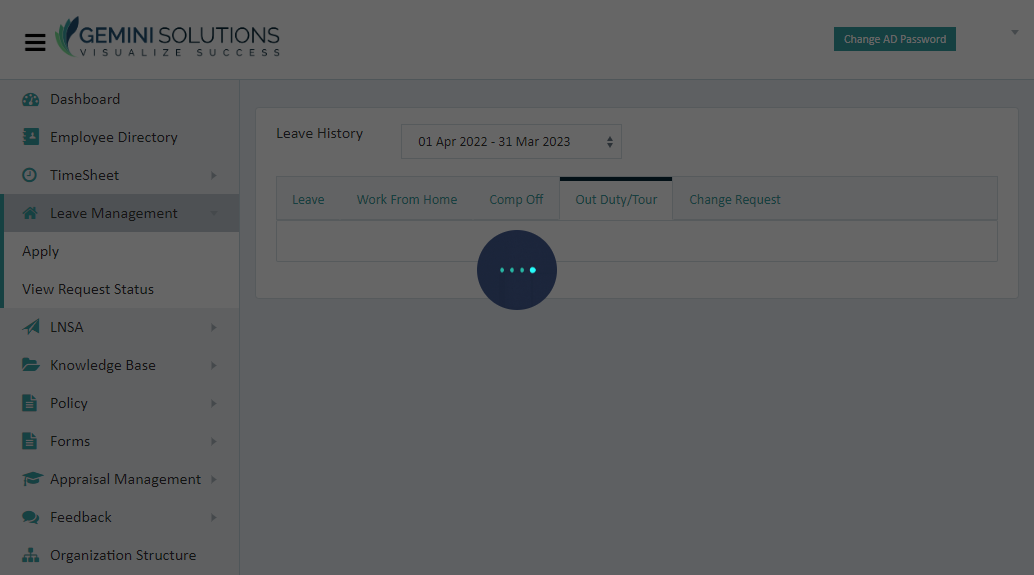 GEMINI SOLUTIONS
VISUALIZE SUCCESS
Change AD Password
Dashboard
Employee Directory
TimeSheet
Leave Management
Apply
View Request Status
LNSA
Knowledge Base
Policy
Forms
Appraisal Management
Feedback
Organization Structure
Leave History
01 Apr 2022 - 31 Mar 2023
Leave Work From Home Comp Off Out Duty/Tour Change Request